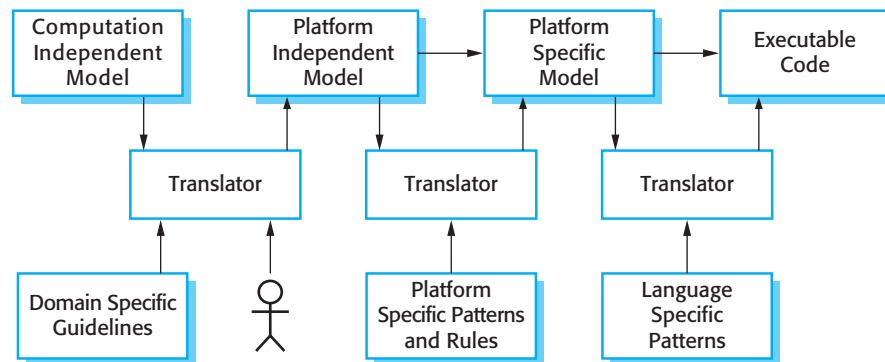 Computation
Independent
Model
Platform
Independent
Model
Platform
Specific
Model
Executable
Code
Translator
Translator
Translator
Domain Specific
Guidelines
Platform
Specific Patterns
and Rules
Language
Specific
Patterns